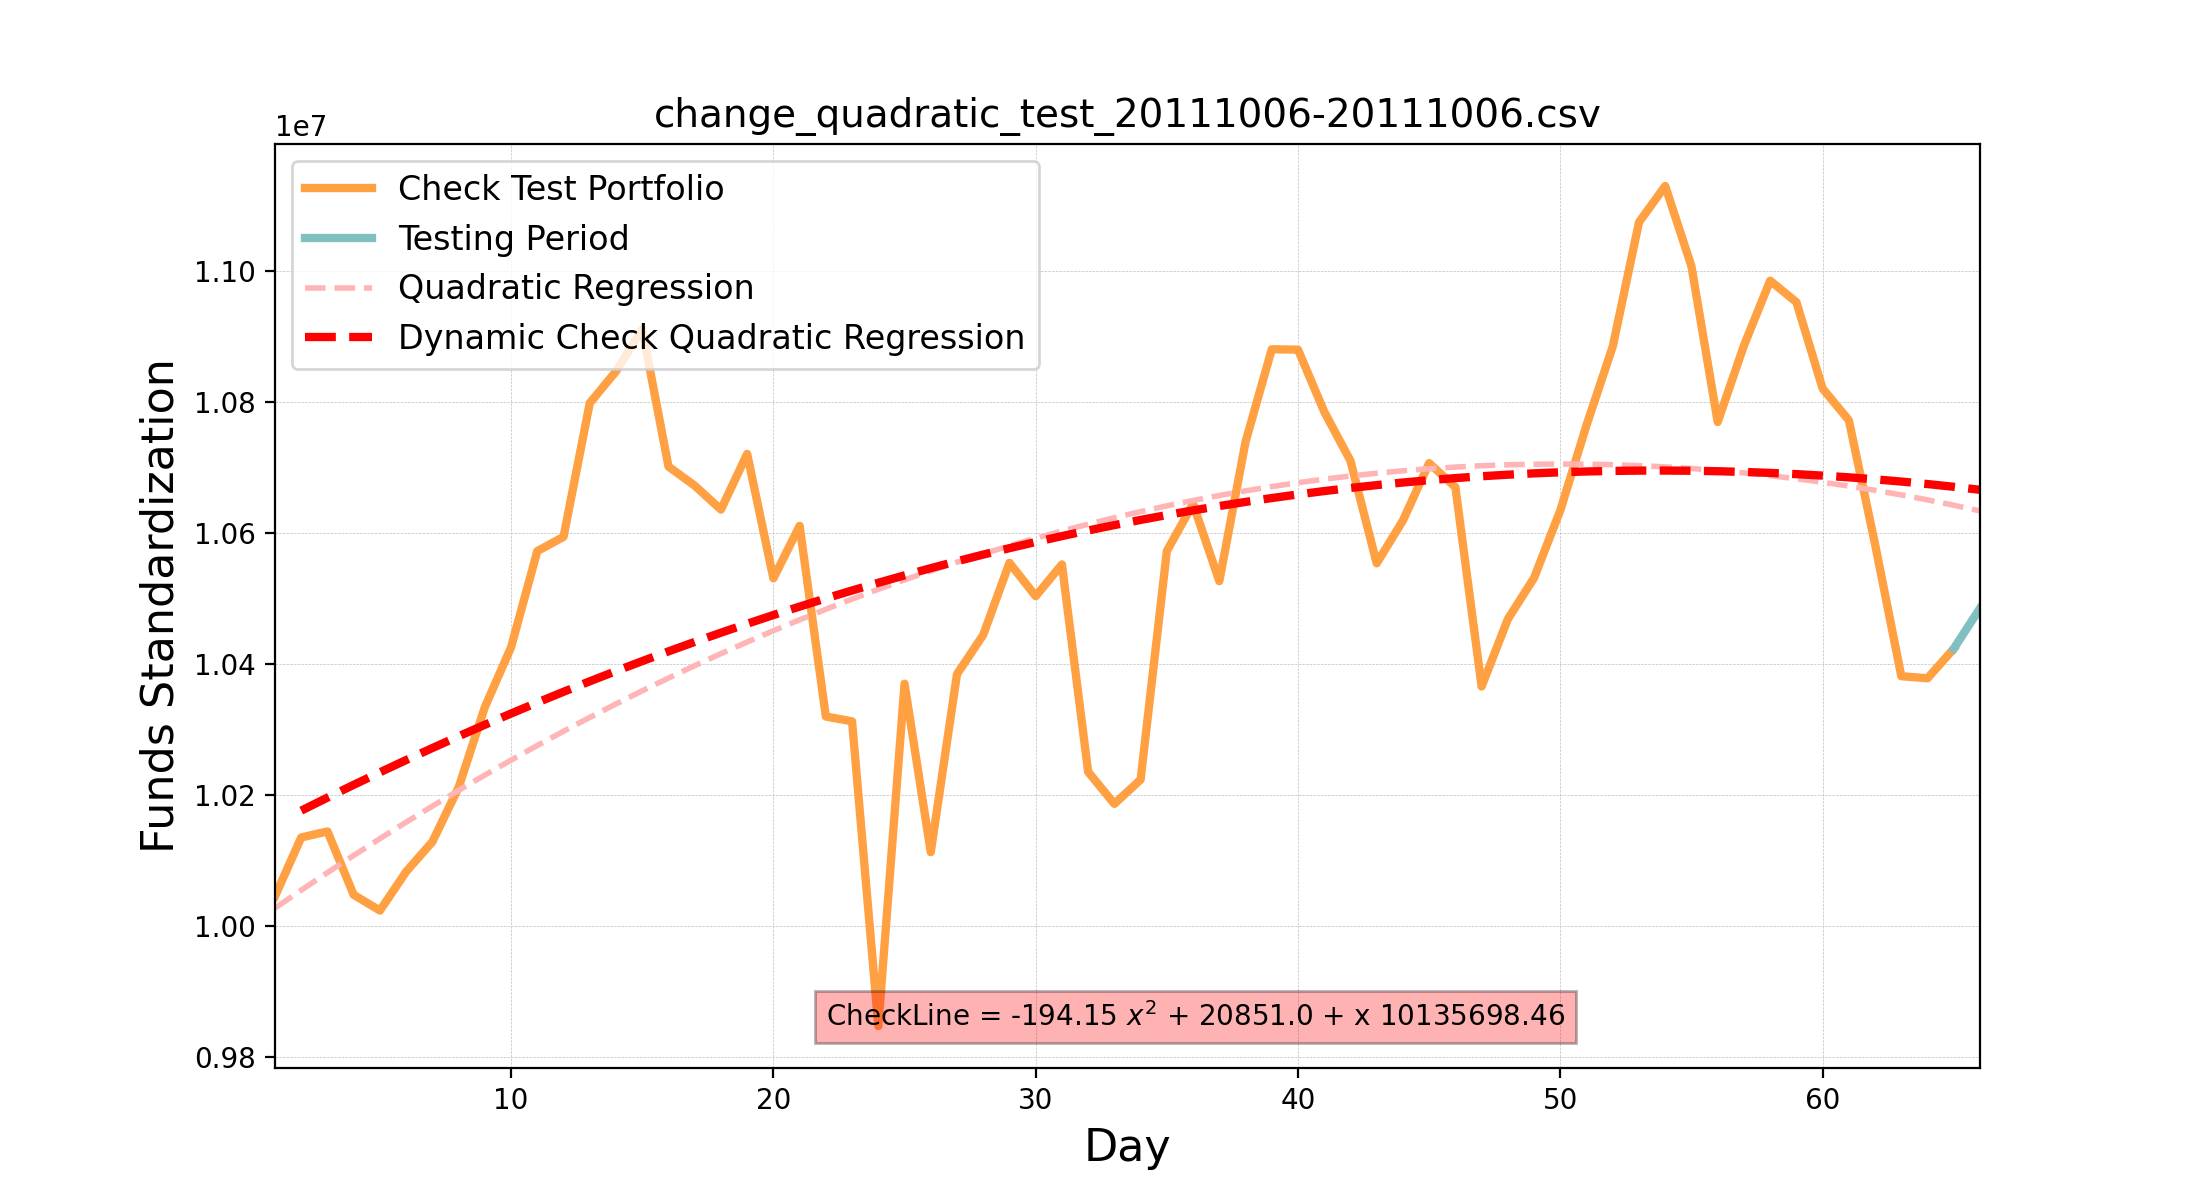 change_quadratic_test_20111006-20111006.csv
1e7
Check Test Portfolio
Testing Period
Quadratic Regression
Dynamic Check Quadratic Regression
1.10
1.08
1.06
1.04
1.02
1.00
0.98
Funds Standardization
CheckLine = -194.15 x² + 20851.0 + x 10135698.46
10 20 30 40 50 60
Day